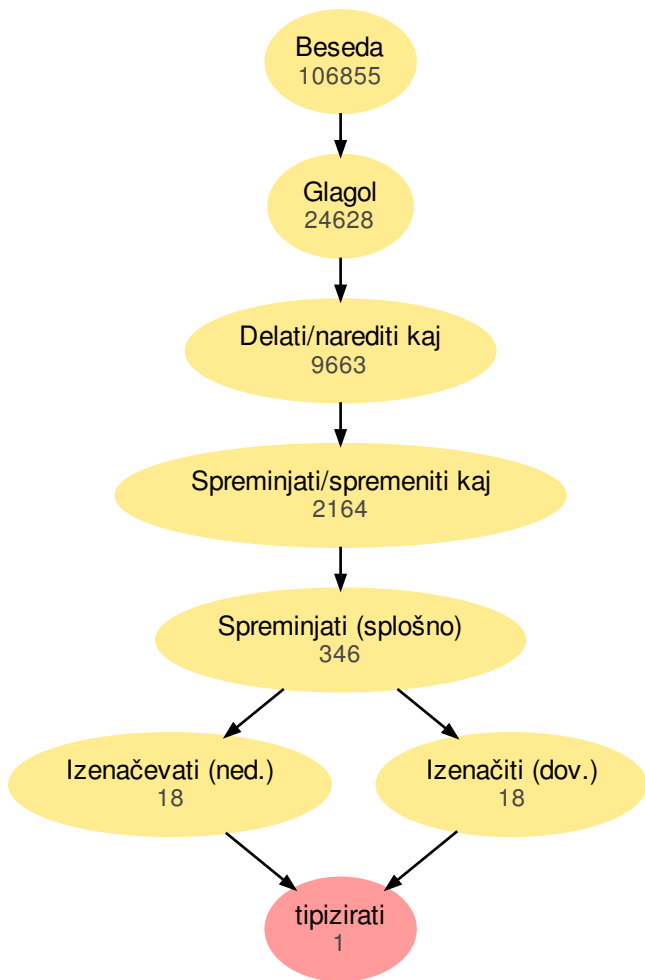 Beseda
106855
Glagol
24628
Delati/narediti kaj
9663
Spreminjati/spremeniti kaj
2164
Spreminjati (splošno)
346
Izenačevati (ned.)
18
Izenačiti (dov.)
18
tipizirati
1